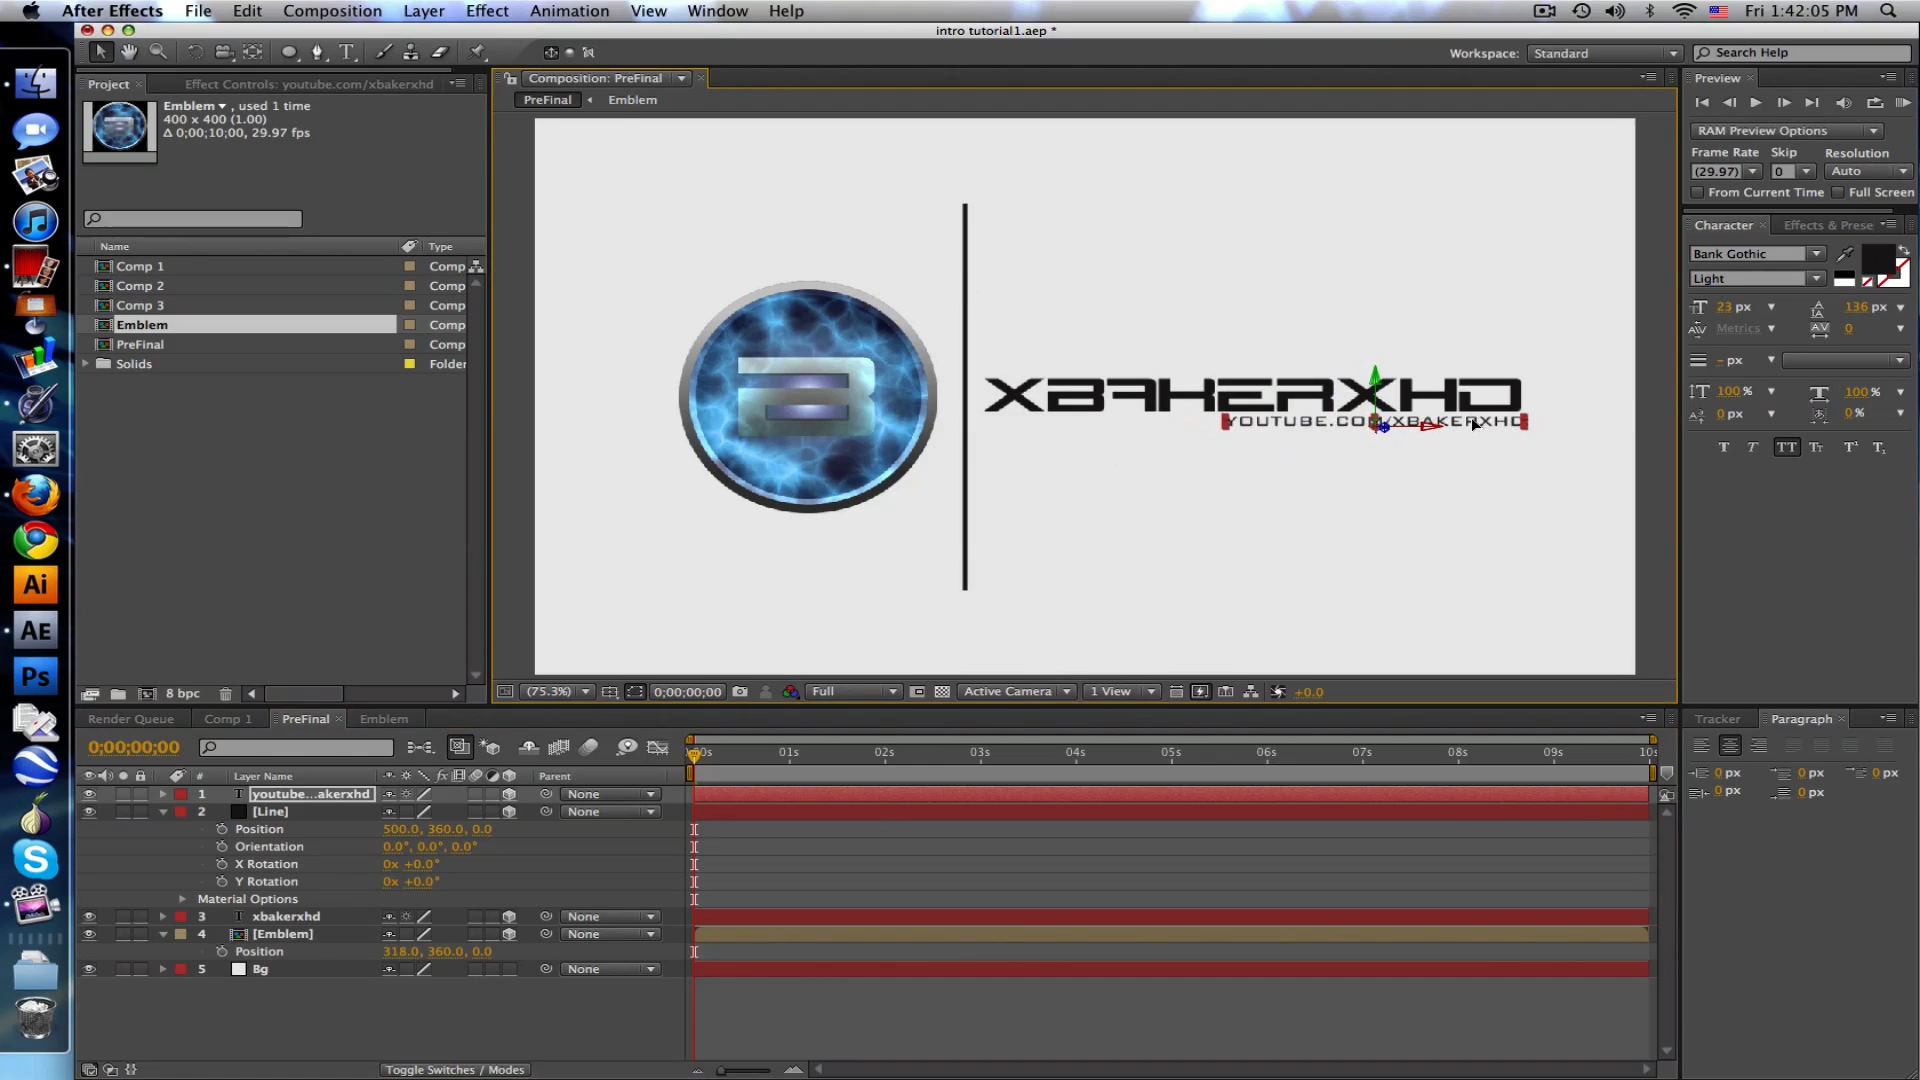 After Effects File Edit Composition Layer Effect Animation View Window Help Fri 1:42:05 PM
intro tutorial1.aep *
Workspace: Standard Search Help
Project Effect Controls: youtube.com/xbakerxhd
Composition: PreFinal
Preview
Emblem , used 1 time
400 x 400 (1.00)
Δ 0;00;10;00, 29.97 fps
PreFinal Emblem
RAM Preview Options
Frame Rate Skip Resolution
(29.97) 0 Auto
From Current Time Full Screen
Character Effects & Prese
Bank Gothic
Light
23 px 136 px
Metrics 0
- px
100 % 100 %
0 px 0 %
T T TT Tt T¹ T₁
Name Type
Comp 1 Comp
Comp 2 Comp
Comp 3 Comp
Emblem Comp
PreFinal Comp
Solids Folder
B
XBAKERXHD
YOUTUBE.COM/XBAKERXHD
Ai
AE
Ps
8 bpc
(75.3%) 0;00;00;00 Full Active Camera 1 View +0.0
Render Queue Comp 1 PreFinal Emblem
Tracker Paragraph
0;00;00;00
01s 02s 03s 04s 05s 06s 07s 08s 09s 10s
# Layer Name fx Parent
1 T youtube...akerxhd None
2 [Line] None
Position 500.0, 360.0, 0.0
Orientation 0.0°, 0.0°, 0.0°
X Rotation 0x +0.0°
Y Rotation 0x +0.0°
Material Options
3 T xbakerxhd None
4 [Emblem] None
Position 318.0, 360.0, 0.0
5 Bg None
0 px 0 px 0 px
0 px 0 px
Toggle Switches / Modes